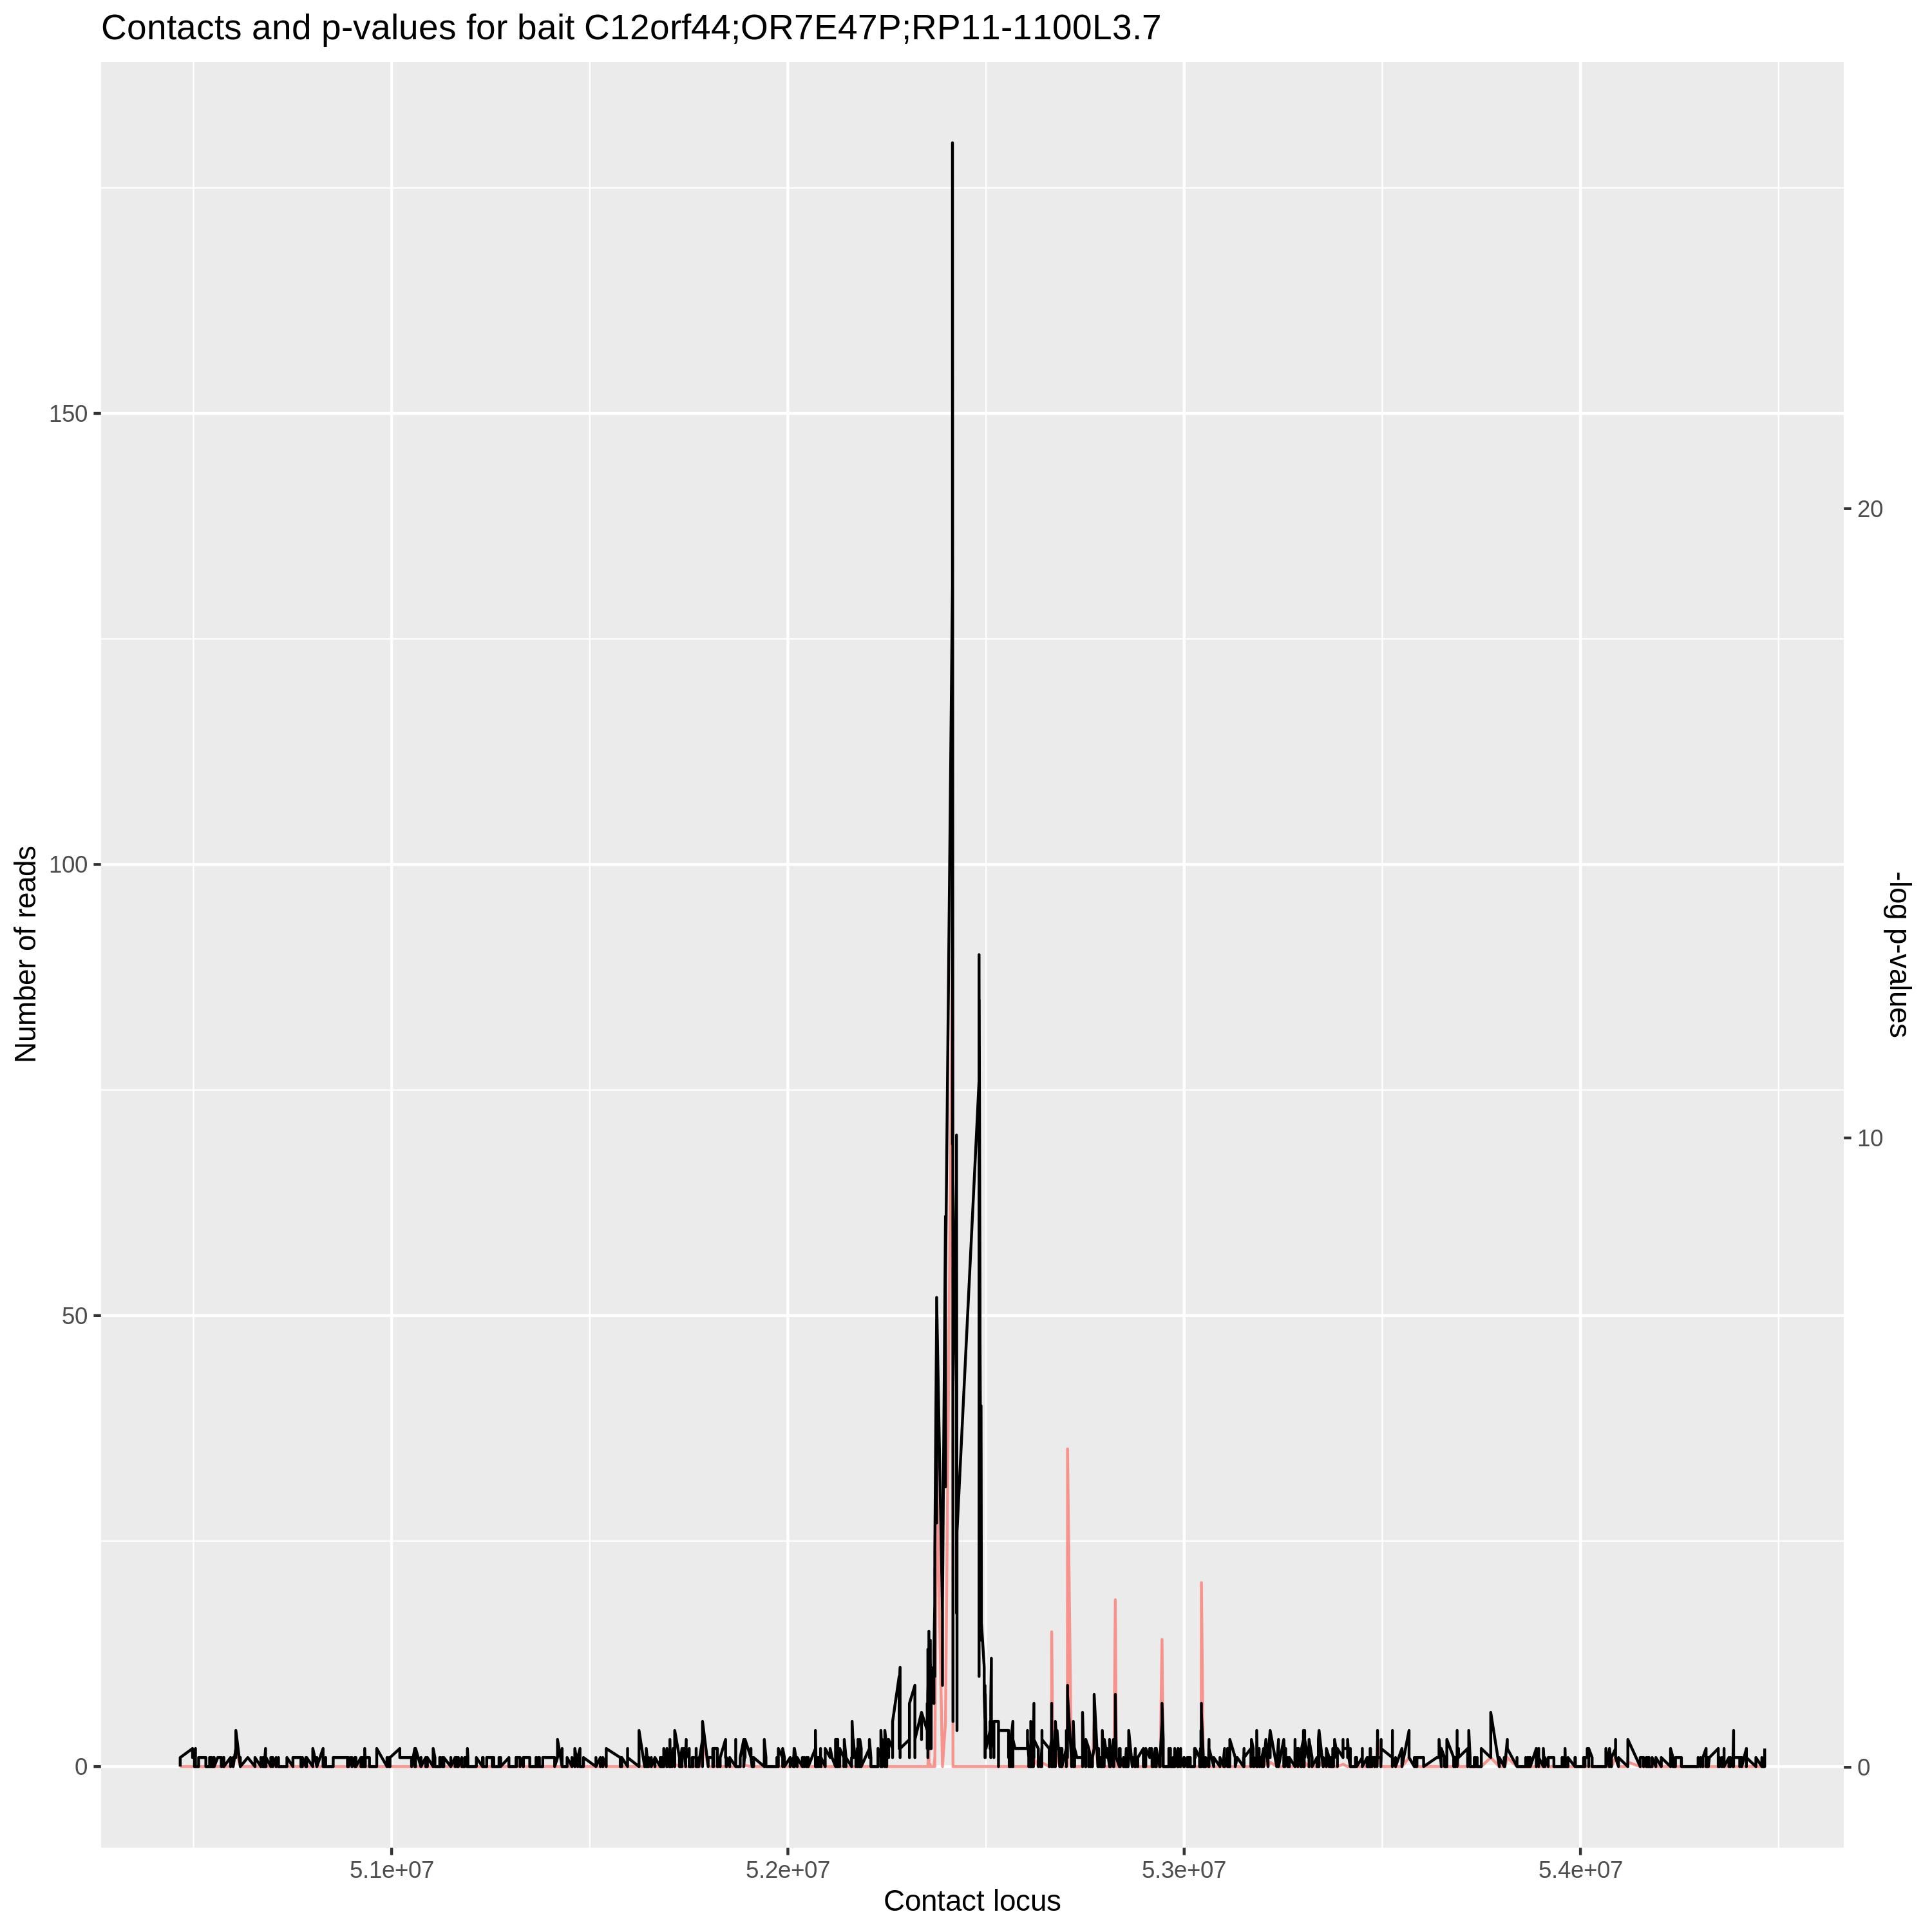 Contacts and p-values for bait C12orf44;OR7E47P;RP11-1100L3.7
150
100
50
0
Number of reads
20
10
0
-log p-values
5.1e+07
5.2e+07
5.3e+07
5.4e+07
Contact locus